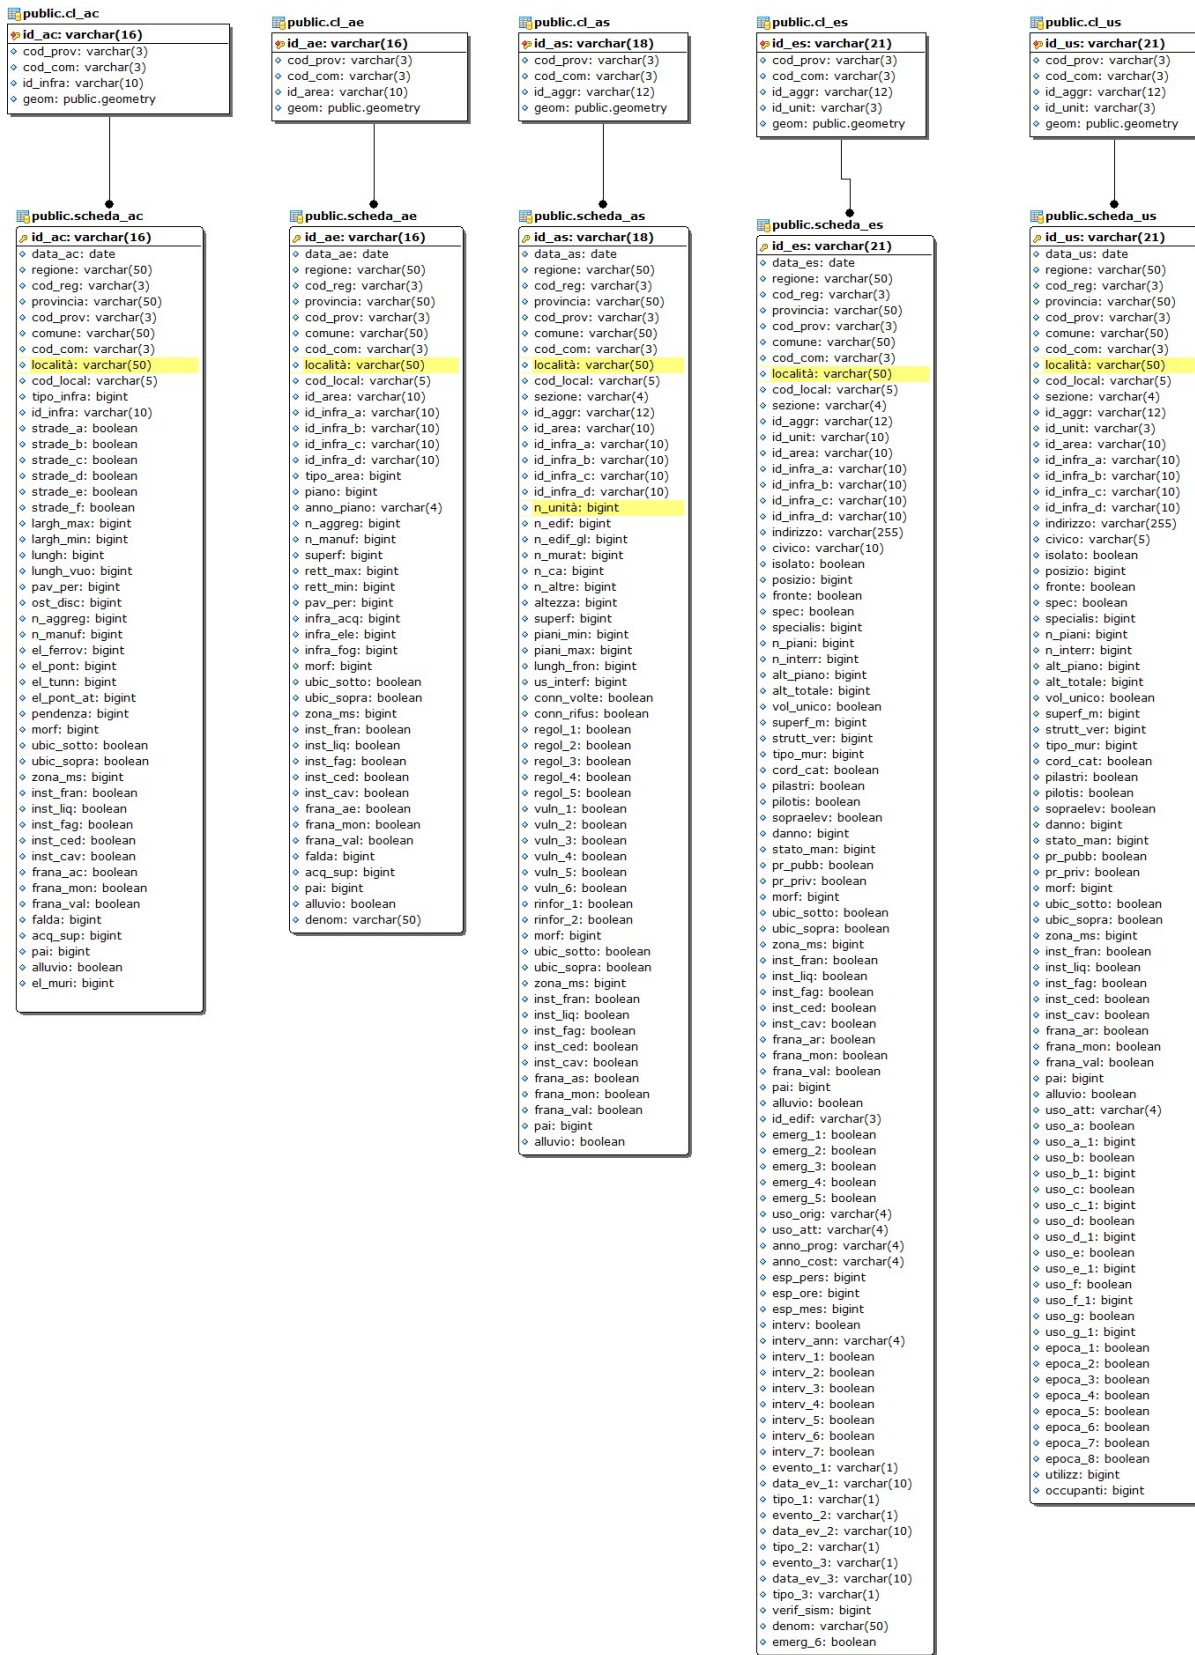 public.cl_ac
id_ac: varchar(16)
cod_prov: varchar(3)
cod_com: varchar(3)
id_infra: varchar(10)
geom: public.geometry
public.cl_ae
id_ae: varchar(16)
cod_prov: varchar(3)
cod_com: varchar(3)
id_area: varchar(10)
geom: public.geometry
public.cl_as
id_as: varchar(18)
cod_prov: varchar(3)
cod_com: varchar(3)
id_aggr: varchar(12)
geom: public.geometry
public.cl_es
id_es: varchar(21)
cod_prov: varchar(3)
cod_com: varchar(3)
id_aggr: varchar(12)
id_unit: varchar(3)
geom: public.geometry
public.cl_us
id_us: varchar(21)
cod_prov: varchar(3)
cod_com: varchar(3)
id_aggr: varchar(12)
id_unit: varchar(3)
geom: public.geometry
public.scheda_ac
id_ac: varchar(16)
data_ac: date
regione: varchar(50)
cod_reg: varchar(3)
provincia: varchar(50)
cod_prov: varchar(3)
comune: varchar(50)
cod_com: varchar(3)
località: varchar(50)
cod_local: varchar(5)
tipo_infra: bigint
id_infra: varchar(10)
strade_a: boolean
strade_b: boolean
strade_c: boolean
strade_d: boolean
strade_e: boolean
strade_f: boolean
largh_max: bigint
largh_min: bigint
lungh: bigint
lungh_vuo: bigint
pav_per: bigint
ost_disc: bigint
n_aggreg: bigint
n_manuf: bigint
el_ferrov: bigint
el_pont: bigint
el_tunn: bigint
el_pont_at: bigint
pendenza: bigint
morf: bigint
ubic_sotto: boolean
ubic_sopra: boolean
zona_ms: bigint
inst_fran: boolean
inst_liq: boolean
inst_fag: boolean
inst_ced: boolean
inst_cav: boolean
frana_ac: boolean
frana_mon: boolean
frana_val: boolean
falda: bigint
acq_sup: bigint
pai: bigint
alluvio: boolean
el_muri: bigint
public.scheda_ae
id_ae: varchar(16)
data_ae: date
regione: varchar(50)
cod_reg: varchar(3)
provincia: varchar(50)
cod_prov: varchar(3)
comune: varchar(50)
cod_com: varchar(3)
località: varchar(50)
cod_local: varchar(5)
id_area: varchar(10)
id_infra_a: varchar(10)
id_infra_b: varchar(10)
id_infra_c: varchar(10)
id_infra_d: varchar(10)
tipo_area: bigint
piano: bigint
anno_piano: varchar(4)
n_aggreg: bigint
n_manuf: bigint
superf: bigint
rett_max: bigint
rett_min: bigint
pav_per: bigint
infra_acq: bigint
infra_ele: bigint
infra_fog: bigint
morf: bigint
ubic_sotto: boolean
ubic_sopra: boolean
zona_ms: bigint
inst_fran: boolean
inst_liq: boolean
inst_fag: boolean
inst_ced: boolean
inst_cav: boolean
frana_ae: boolean
frana_mon: boolean
frana_val: boolean
falda: bigint
acq_sup: bigint
pai: bigint
alluvio: boolean
denom: varchar(50)
public.scheda_as
id_as: varchar(18)
data_as: date
regione: varchar(50)
cod_reg: varchar(3)
provincia: varchar(50)
cod_prov: varchar(3)
comune: varchar(50)
cod_com: varchar(3)
località: varchar(50)
cod_local: varchar(5)
sezione: varchar(4)
id_aggr: varchar(12)
id_area: varchar(10)
id_infra_a: varchar(10)
id_infra_b: varchar(10)
id_infra_c: varchar(10)
id_infra_d: varchar(10)
n_unità: bigint
n_edif: bigint
n_edif_gl: bigint
n_murat: bigint
n_ca: bigint
n_altre: bigint
altezza: bigint
superf: bigint
piani_min: bigint
piani_max: bigint
lungh_fron: bigint
us_interf: bigint
conn_volte: boolean
conn_rifus: boolean
regol_1: boolean
regol_2: boolean
regol_3: boolean
regol_4: boolean
regol_5: boolean
vuln_1: boolean
vuln_2: boolean
vuln_3: boolean
vuln_4: boolean
vuln_5: boolean
vuln_6: boolean
rinfor_1: boolean
rinfor_2: boolean
morf: bigint
ubic_sotto: boolean
ubic_sopra: boolean
zona_ms: bigint
inst_fran: boolean
inst_liq: boolean
inst_fag: boolean
inst_ced: boolean
inst_cav: boolean
frana_as: boolean
frana_mon: boolean
frana_val: boolean
pai: bigint
alluvio: boolean
public.scheda_es
id_es: varchar(21)
data_es: date
regione: varchar(50)
cod_reg: varchar(3)
provincia: varchar(50)
cod_prov: varchar(3)
comune: varchar(50)
cod_com: varchar(3)
località: varchar(50)
cod_local: varchar(5)
sezione: varchar(4)
id_aggr: varchar(12)
id_unit: varchar(10)
id_area: varchar(10)
id_infra_a: varchar(10)
id_infra_b: varchar(10)
id_infra_c: varchar(10)
id_infra_d: varchar(10)
indirizzo: varchar(255)
civico: varchar(10)
isolato: boolean
posizio: bigint
fronte: boolean
spec: boolean
specialis: bigint
n_piani: bigint
n_interr: bigint
alt_piano: bigint
alt_totale: bigint
vol_unico: boolean
superf_m: bigint
strutt_ver: bigint
tipo_mur: bigint
cord_cat: boolean
pilastri: boolean
pilotis: boolean
sopraelev: boolean
danno: bigint
stato_man: bigint
pr_pubb: boolean
pr_priv: boolean
morf: bigint
ubic_sotto: boolean
ubic_sopra: boolean
zona_ms: bigint
inst_fran: boolean
inst_liq: boolean
inst_fag: boolean
inst_ced: boolean
inst_cav: boolean
frana_ar: boolean
frana_mon: boolean
frana_val: boolean
pai: bigint
alluvio: boolean
id_edif: varchar(3)
emerg_1: boolean
emerg_2: boolean
emerg_3: boolean
emerg_4: boolean
emerg_5: boolean
uso_orig: varchar(4)
uso_att: varchar(4)
anno_prog: varchar(4)
anno_cost: varchar(4)
esp_pers: bigint
esp_ore: bigint
esp_mes: bigint
interv: boolean
interv_ann: varchar(4)
interv_1: boolean
interv_2: boolean
interv_3: boolean
interv_4: boolean
interv_5: boolean
interv_6: boolean
interv_7: boolean
evento_1: varchar(1)
data_ev_1: varchar(10)
tipo_1: varchar(1)
evento_2: varchar(1)
data_ev_2: varchar(10)
tipo_2: varchar(1)
evento_3: varchar(1)
data_ev_3: varchar(10)
tipo_3: varchar(1)
verif_sism: bigint
denom: varchar(50)
emerg_6: boolean
public.scheda_us
id_us: varchar(21)
data_us: date
regione: varchar(50)
cod_reg: varchar(3)
provincia: varchar(50)
cod_prov: varchar(3)
comune: varchar(50)
cod_com: varchar(3)
località: varchar(50)
cod_local: varchar(5)
sezione: varchar(4)
id_aggr: varchar(12)
id_unit: varchar(3)
id_area: varchar(10)
id_infra_a: varchar(10)
id_infra_b: varchar(10)
id_infra_c: varchar(10)
id_infra_d: varchar(10)
indirizzo: varchar(255)
civico: varchar(5)
isolato: boolean
posizio: bigint
fronte: boolean
spec: boolean
specialis: bigint
n_piani: bigint
n_interr: bigint
alt_piano: bigint
alt_totale: bigint
vol_unico: boolean
superf_m: bigint
strutt_ver: bigint
tipo_mur: bigint
cord_cat: boolean
pilastri: boolean
pilotis: boolean
sopraelev: boolean
danno: bigint
stato_man: bigint
pr_pubb: boolean
pr_priv: boolean
morf: bigint
ubic_sotto: boolean
ubic_sopra: boolean
zona_ms: bigint
inst_fran: boolean
inst_liq: boolean
inst_fag: boolean
inst_ced: boolean
inst_cav: boolean
frana_ar: boolean
frana_mon: boolean
frana_val: boolean
pai: bigint
alluvio: boolean
uso_att: varchar(4)
uso_a: boolean
uso_a_1: bigint
uso_b: boolean
uso_b_1: bigint
uso_c: boolean
uso_c_1: bigint
uso_d: boolean
uso_d_1: bigint
uso_e: boolean
uso_e_1: bigint
uso_f: boolean
uso_f_1: bigint
uso_g: boolean
uso_g_1: bigint
epoca_1: boolean
epoca_2: boolean
epoca_3: boolean
epoca_4: boolean
epoca_5: boolean
epoca_6: boolean
epoca_7: boolean
epoca_8: boolean
utilizz: bigint
occupanti: bigint